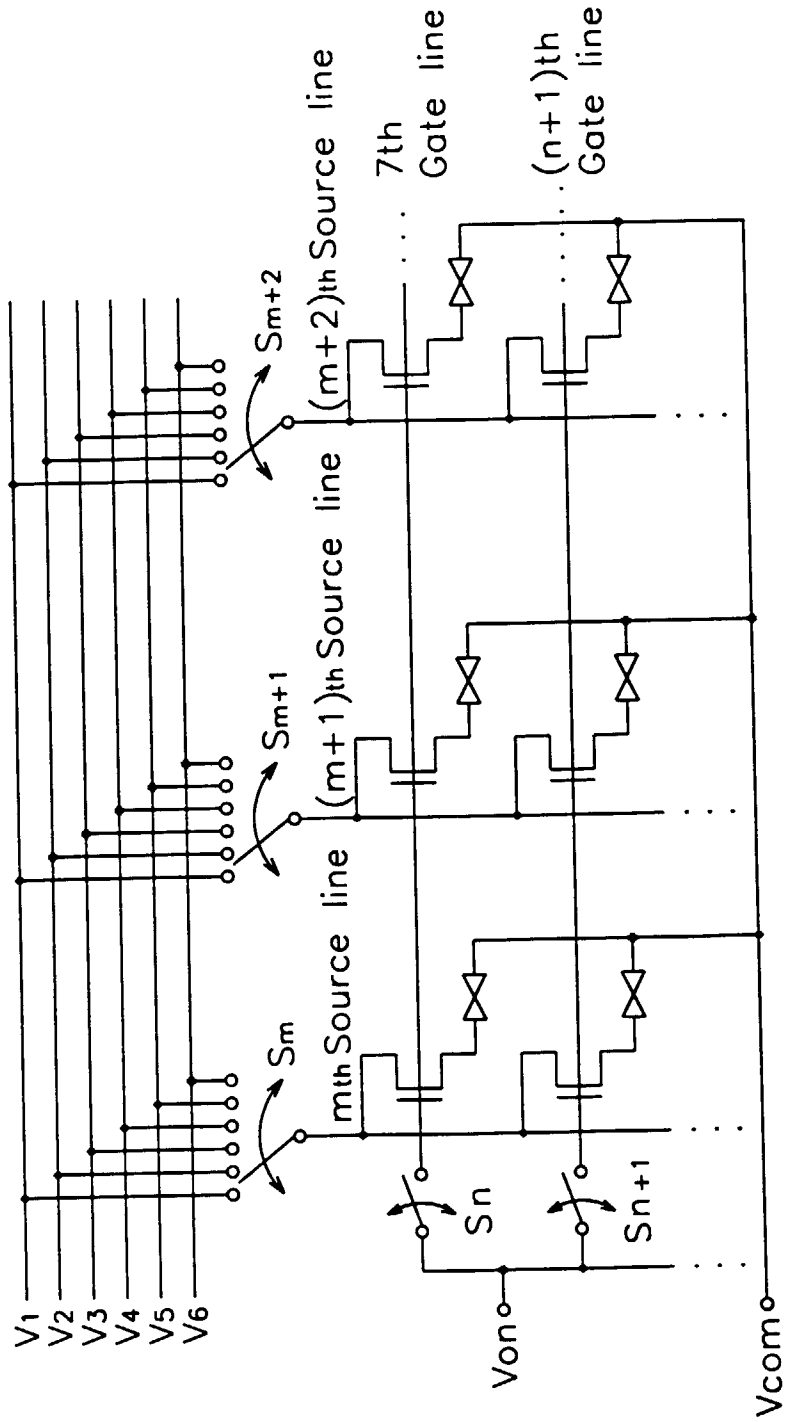 V1
V2
V3
V4
V5
V6
Sm
Sm+1
Sm+2
mth Source line
(m+1)th Source line
(m+2)th Source line
7th
Gate line
(n+1)th
Gate line
Sn
Sn+1
Von
Vcom